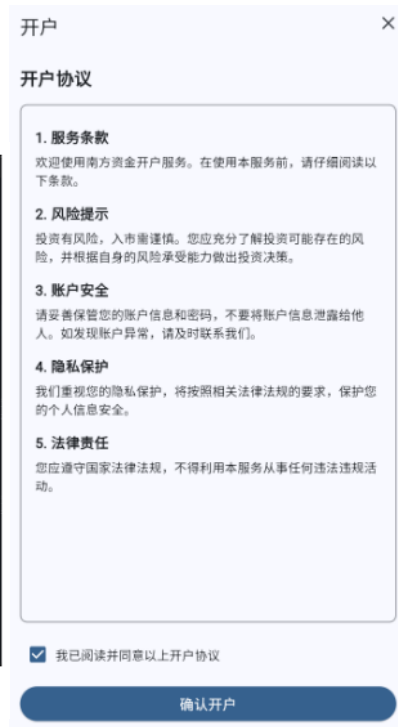 开户
开户协议
1. 服务条款
欢迎使用南方资金开户服务。在使用本服务前，请仔细阅读以
下条款。
2. 风险提示
投资有风险，入市需谨慎。您应充分了解投资可能存在的风
险，并根据自身的风险承受能力做出投资决策。
3. 账户安全
请妥善保管您的账户信息和密码，不要将账户信息泄露给他
人。如发现账户异常，请及时联系我们。
4. 隐私保护
我们重视您的隐私保护，将按照相关法律法规的要求，保护您
的个人信息安全。
5. 法律责任
您应遵守国家法律法规，不得利用本服务从事任何违法违规活
动。
我已阅读并同意以上开户协议
确认开户